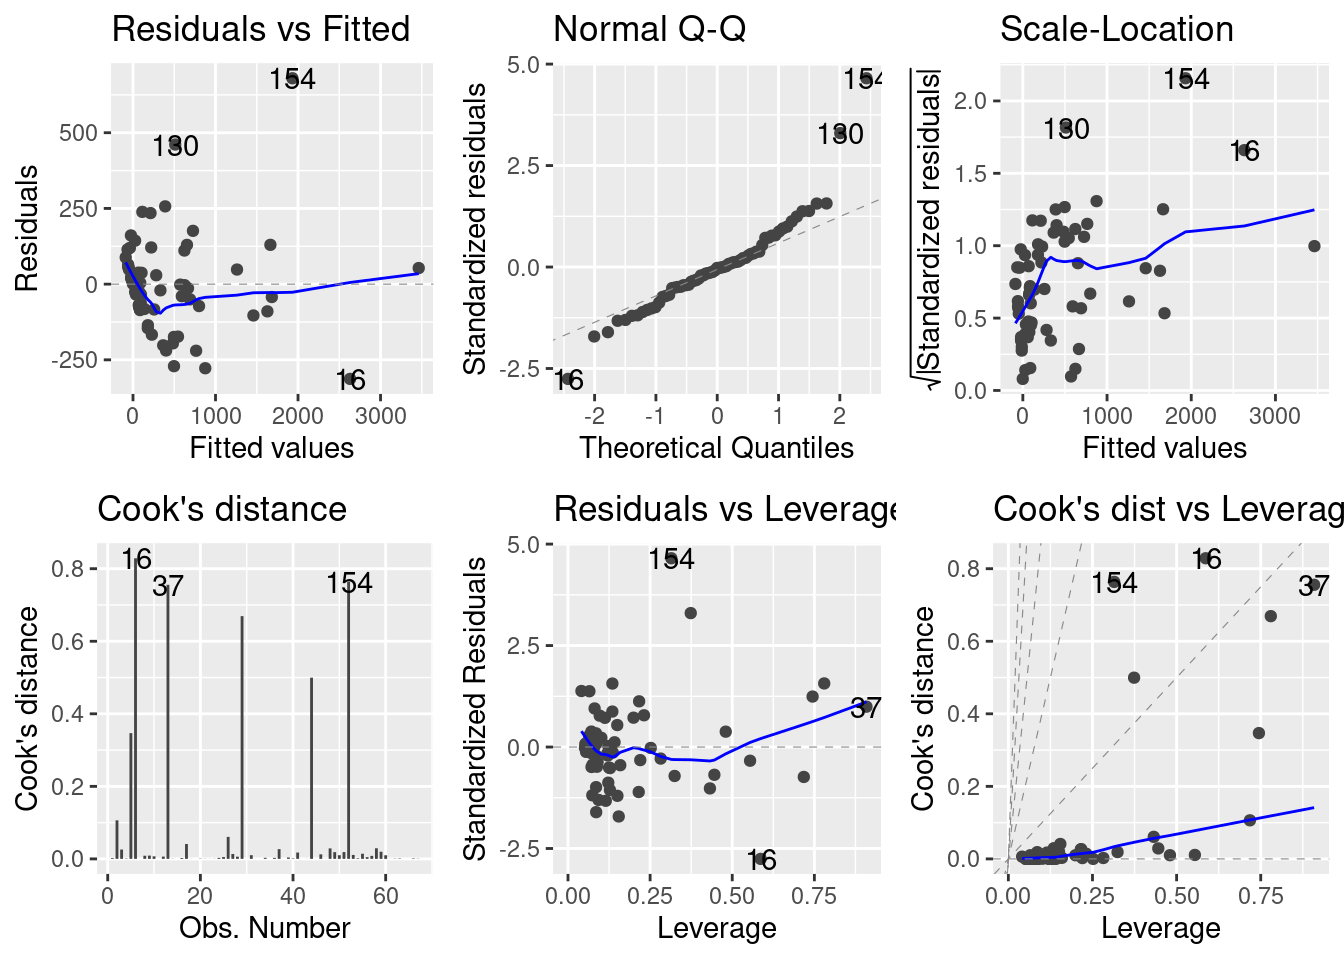 Residuals vs Fitted
Residuals
500
250
0
-250
154
130
16
0 1000 2000 3000
Fitted values
Normal Q-Q
Standardized residuals
5.0
2.5
0.0
-2.5
154
130
16
-2 -1 0 1 2
Theoretical Quantiles
Scale-Location
√|Standardized residuals|
2.0
1.5
1.0
0.5
0.0
154
130
16
0 1000 2000 3000
Fitted values
Cook's distance
Cook's distance
0.8
0.6
0.4
0.2
0.0
16
37
154
0 20 40 60
Obs. Number
Residuals vs Leverage
Standardized Residuals
5.0
2.5
0.0
-2.5
154
37
16
0.00 0.25 0.50 0.75
Leverage
Cook's dist vs Leverag
Cook's distance
0.8
0.6
0.4
0.2
0.0
16
154
37
0.00 0.25 0.50 0.75
Leverage